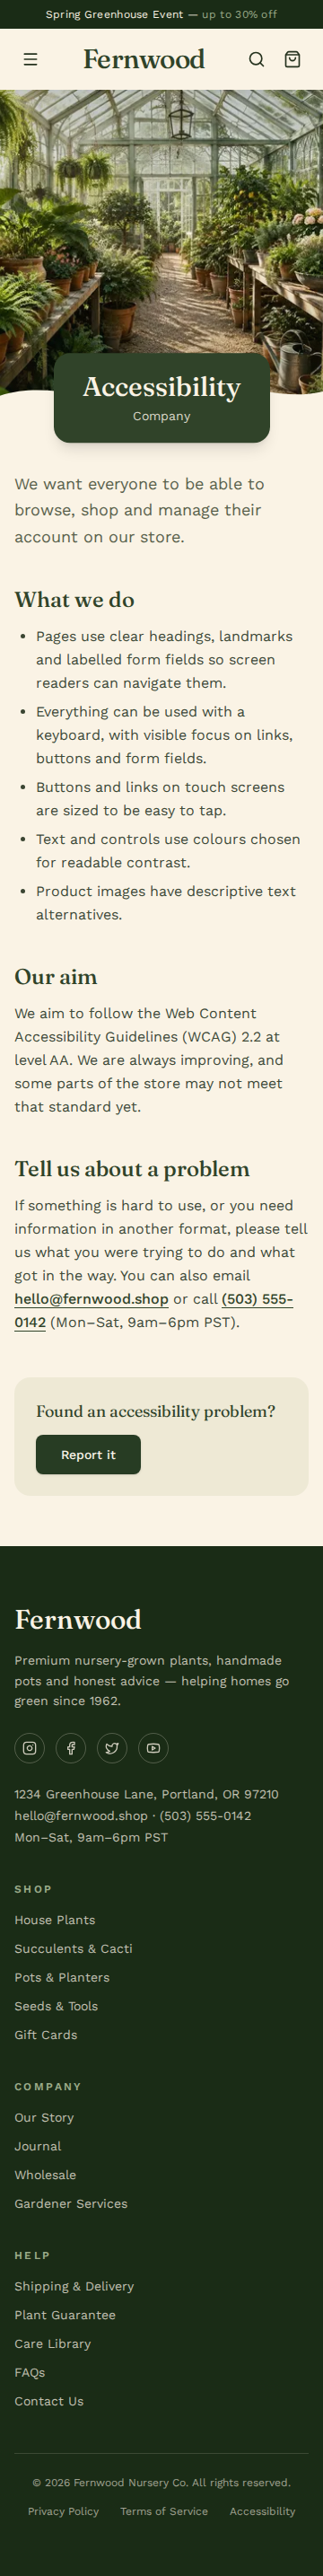 Spring Greenhouse Event — up to 30% off
Fernwood
Accessibility
Company
We want everyone to be able to
browse, shop and manage their
account on our store.
What we do
• Pages use clear headings, landmarks
and labelled form fields so screen
readers can navigate them.
• Everything can be used with a
keyboard, with visible focus on links,
buttons and form fields.
• Buttons and links on touch screens
are sized to be easy to tap.
• Text and controls use colours chosen
for readable contrast.
• Product images have descriptive text
alternatives.
Our aim
We aim to follow the Web Content
Accessibility Guidelines (WCAG) 2.2 at
level AA. We are always improving, and
some parts of the store may not meet
that standard yet.
Tell us about a problem
If something is hard to use, or you need
information in another format, please tell
us what you were trying to do and what
got in the way. You can also email
hello@fernwood.shop or call (503) 555-
0142 (Mon–Sat, 9am–6pm PST).
Found an accessibility problem?
Report it
Fernwood
Premium nursery-grown plants, handmade
pots and honest advice — helping homes go
green since 1962.
1234 Greenhouse Lane, Portland, OR 97210
hello@fernwood.shop · (503) 555-0142
Mon–Sat, 9am–6pm PST
SHOP
House Plants
Succulents & Cacti
Pots & Planters
Seeds & Tools
Gift Cards
COMPANY
Our Story
Journal
Wholesale
Gardener Services
HELP
Shipping & Delivery
Plant Guarantee
Care Library
FAQs
Contact Us
© 2026 Fernwood Nursery Co. All rights reserved.
Privacy Policy Terms of Service Accessibility